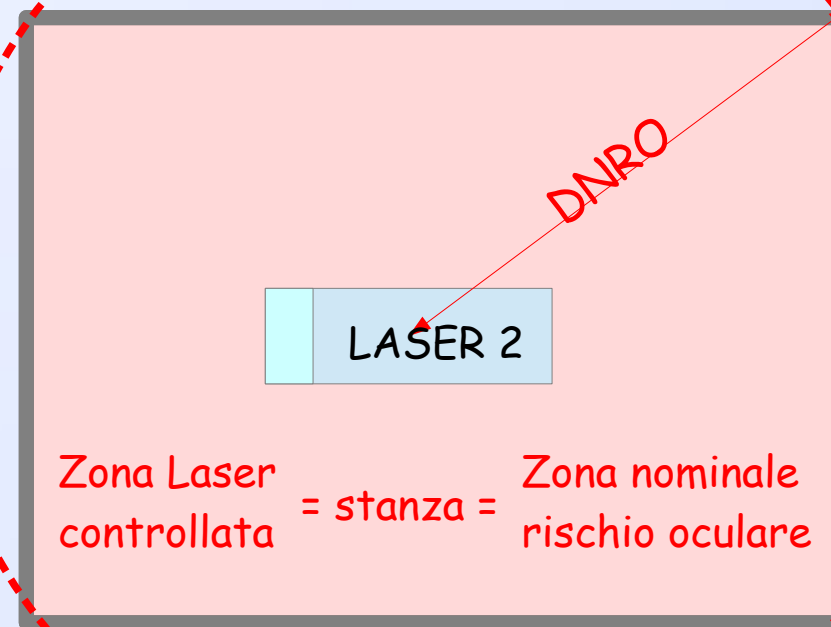 DNRO
LASER 2
Zona Laser
controllata
= stanza =
Zona nominale
rischio oculare